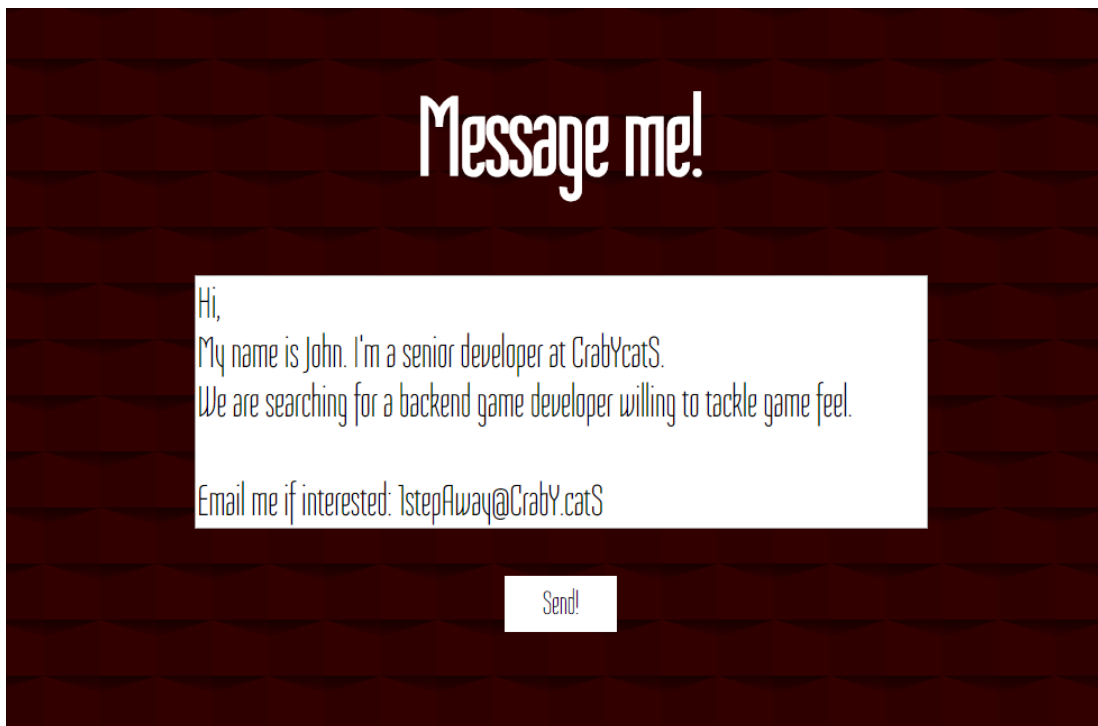 Message me!
Hi,
My name is John. I'm a senior developer at CrabYcatS.
We are searching for a backend game developer willing to tackle game feel.
Email me if interested: 1stepAway@CrabY.catS
Send!